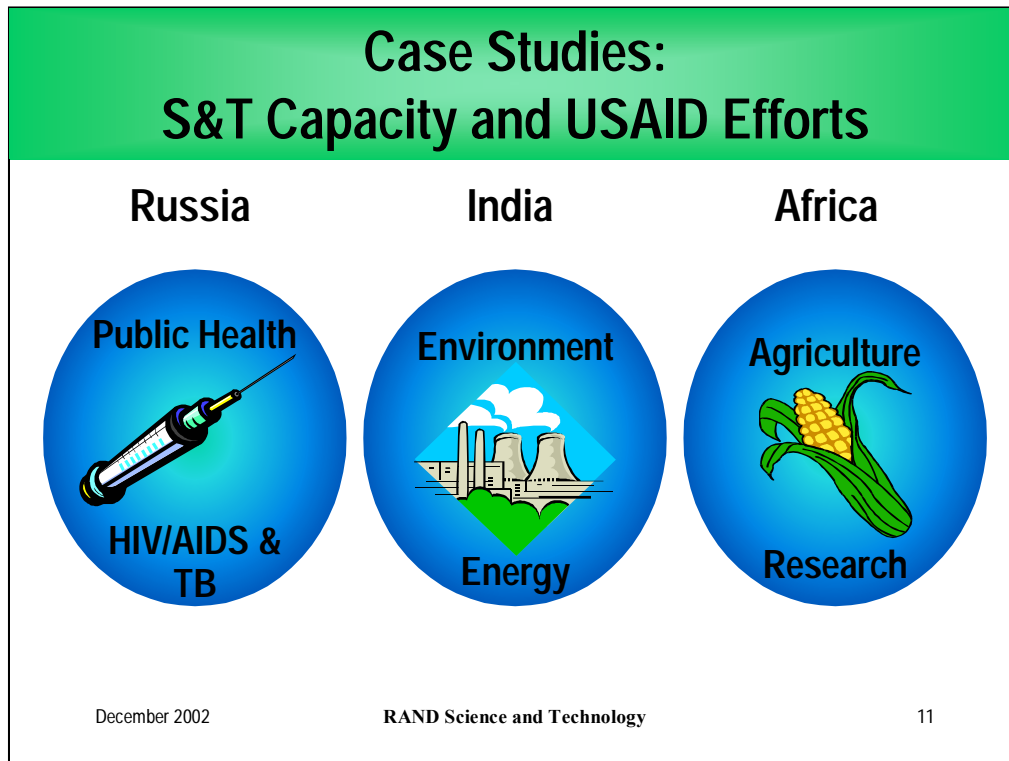 Case Studies:
S&T Capacity and USAID Efforts
Russia
India
Africa
Public Health
HIV/AIDS &
TB
Environment
Energy
Agriculture
Research
December 2002
RAND Science and Technology
11